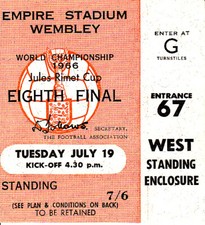 EMPIRE STADIUM
WEMBLEY
WORLD CHAMPIONSHIP
1966
Jules Rimet Cup
EIGHTH FINAL
SECRETARY,
THE FOOTBALL ASSOCIATION
TUESDAY JULY 19
KICK-OFF 4.30 p.m.
STANDING
7/6
(SEE PLAN & CONDITIONS ON BACK)
TO BE RETAINED
ENTER AT
G
TURNSTILES
ENTRANCE
67
WEST
STANDING
ENCLOSURE